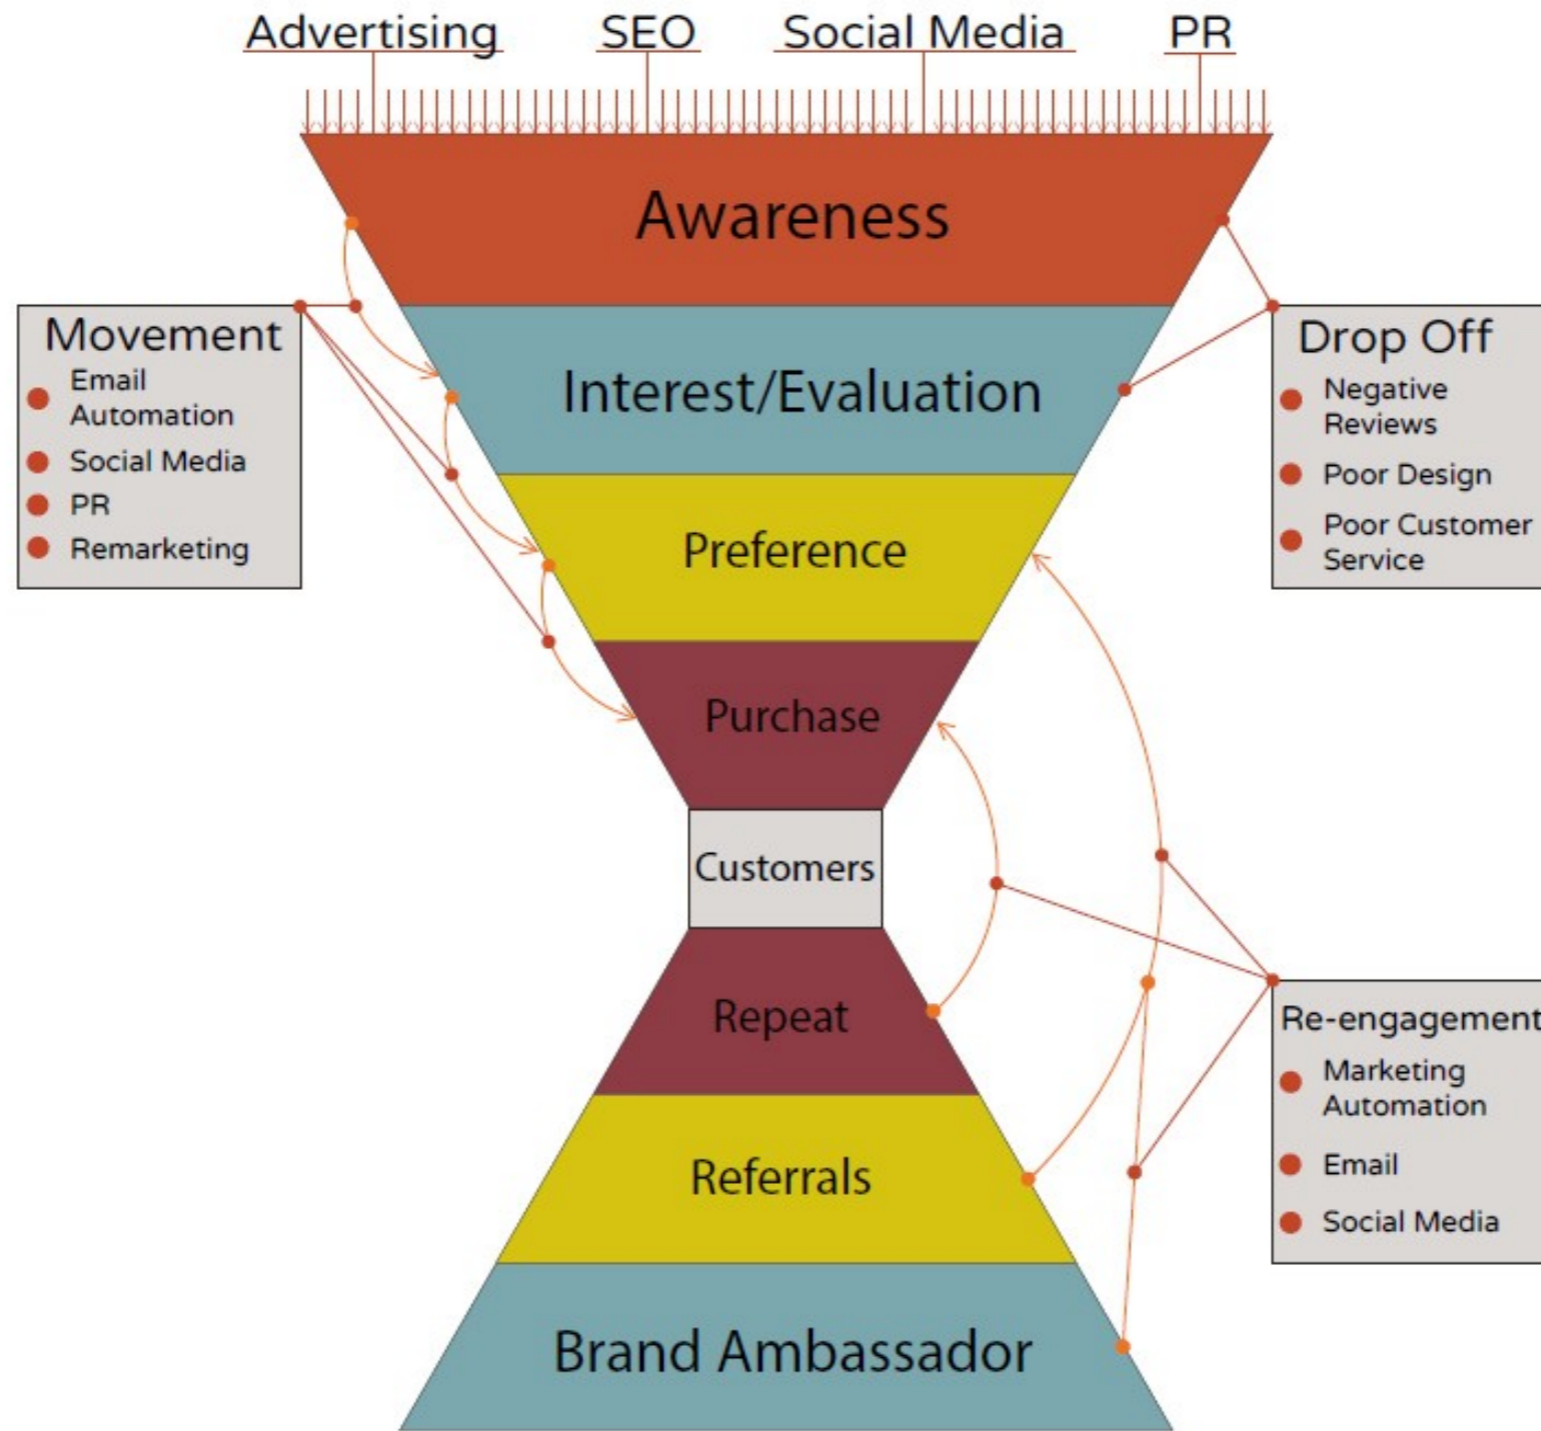 Advertising SEO Social Media PR
Awareness
Movement
Email
Automation
Social Media
PR
Remarketing
Interest/Evaluation
Drop Off
Negative
Reviews
Poor Design
Poor Customer
Service
Preference
Purchase
Customers
Repeat
Re-engagement
Marketing
Automation
Email
Social Media
Referrals
Brand Ambassador